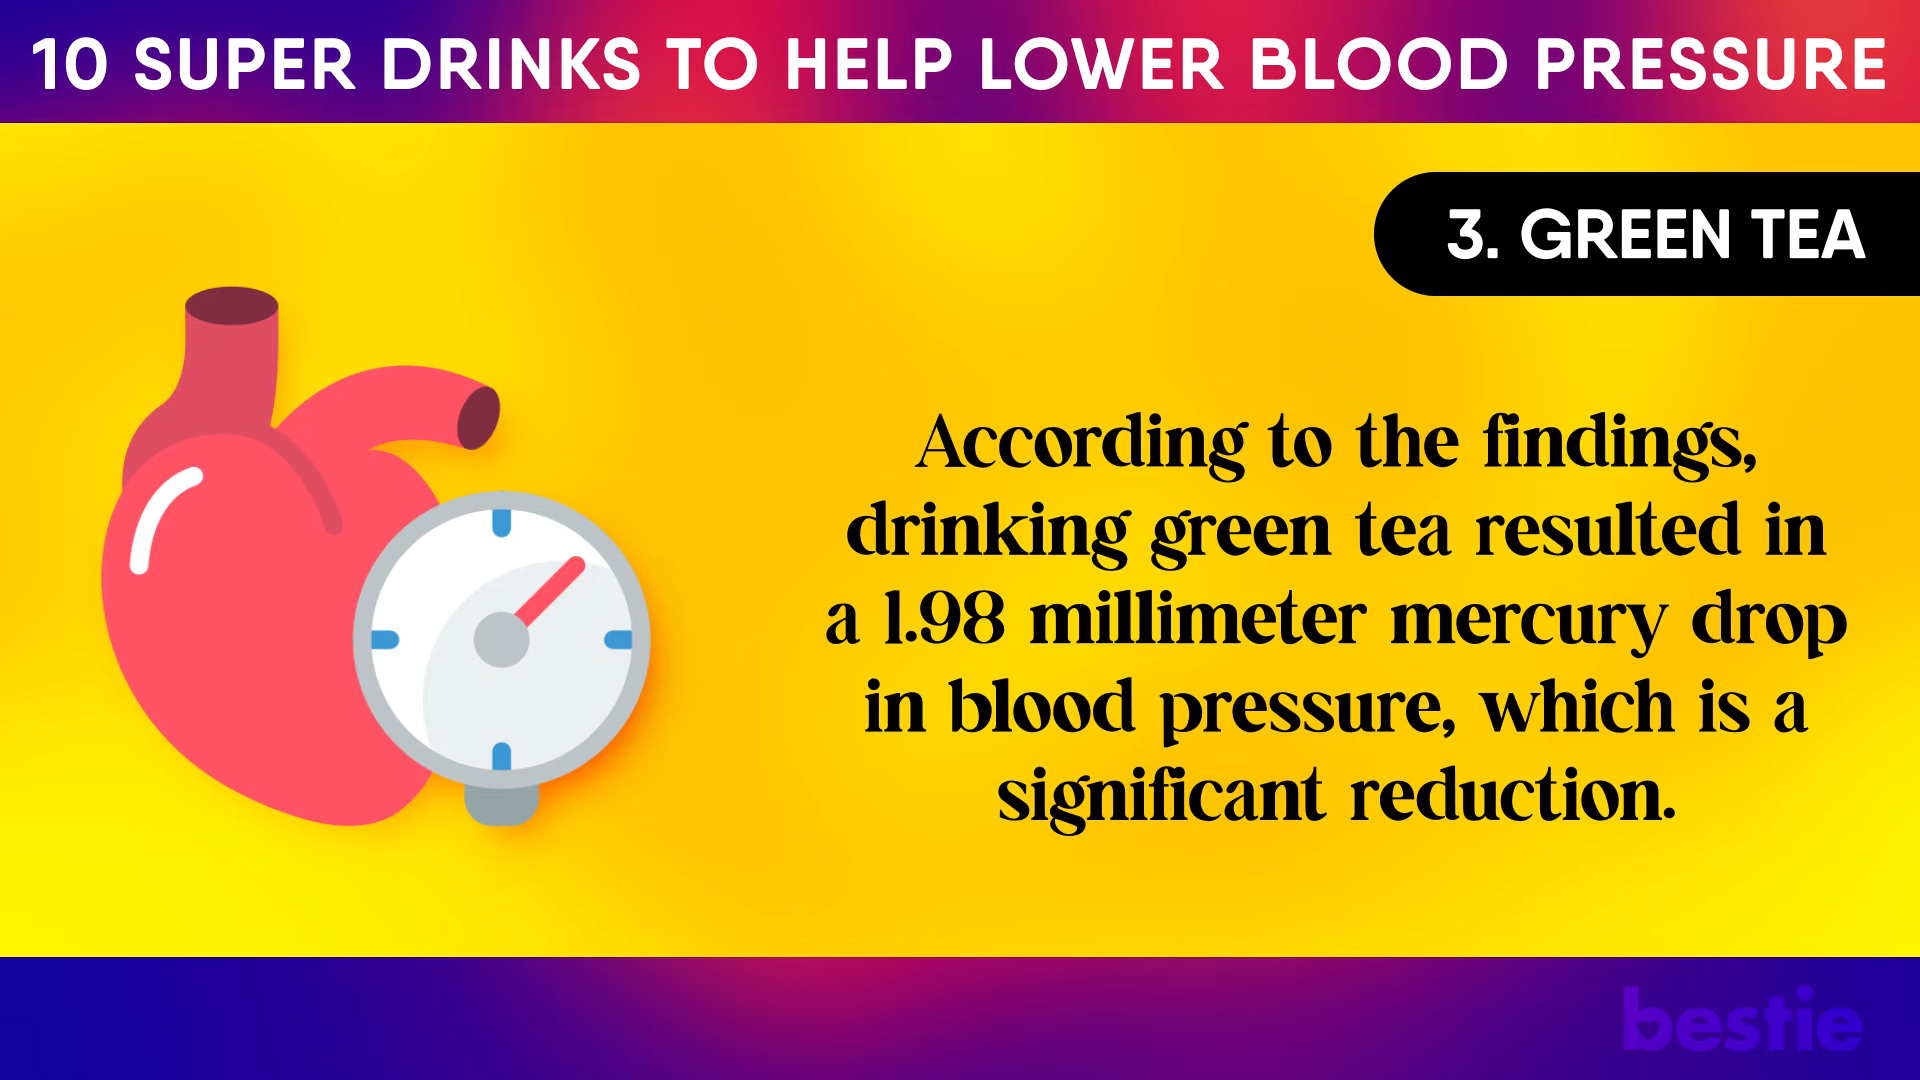 10 SUPER DRINKS TO HELP LOWER BLOOD PRESSURE
3. GREEN TEA
According to the findings,
drinking green tea resulted in
a 1.98 millimeter mercury drop
in blood pressure, which is a
significant reduction.
bestie